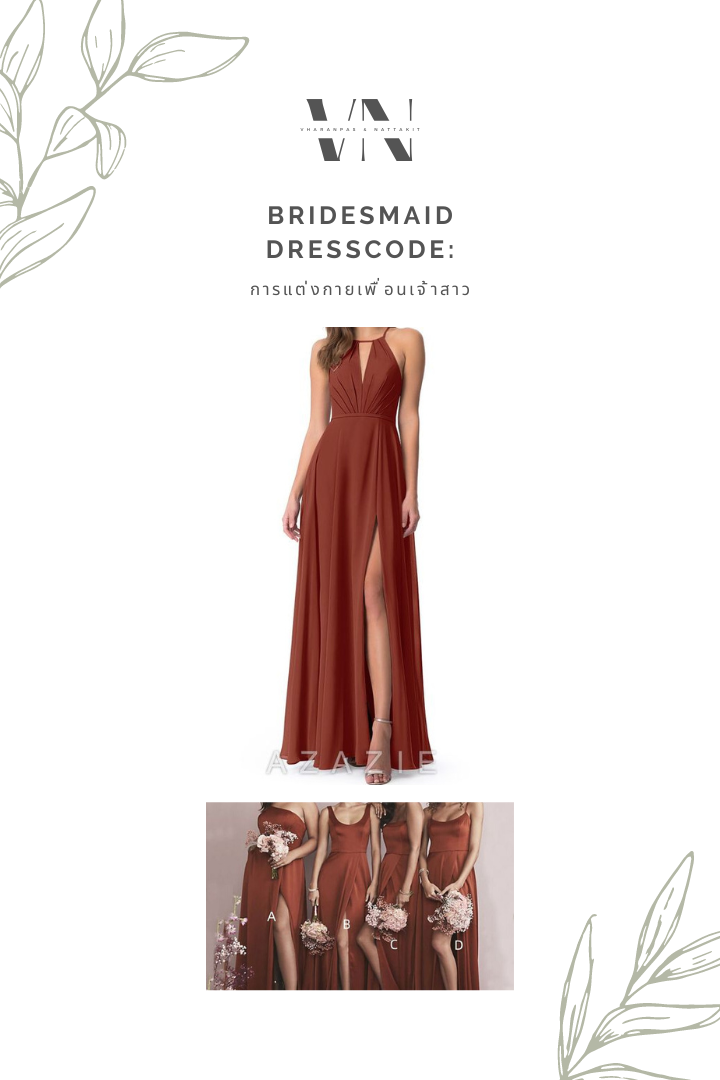 VN
VHARANPAS & NATTAKIT
BRIDESMAID
DRESSCODE:
การแต่งกายเพื่อนเจ้าสาว
AZAZIE
A
B
C
D